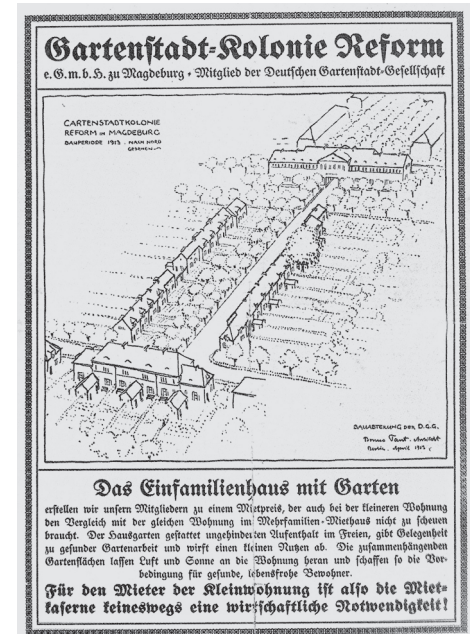 Gartenstadt-Kolonie Reform
e. G. m. b. H. zu Magdeburg • Mitglied der Deutschen Gartenstadt-Gesellschaft
GARTENSTADTKOLONIE
REFORM IN MAGDEBURG
BAUPERIODE 1913 . NACH NORD
GESEHEN
BAUABTEILUNG DER D.G.G.
Bruno Taut. Architekt
Berlin. April 1913.
Das Einfamilienhaus mit Garten
erstellen wir unsern Mitgliedern zu einem Mietpreis, der auch bei der kleineren Wohnung
den Vergleich mit der gleichen Wohnung im Mehrfamilien-Miethaus nicht zu scheuen
braucht. Der Hausgarten gestattet ungehinderten Aufenthalt im Freien, gibt Gelegenheit
zu gesunder Gartenarbeit und wirft einen kleinen Nutzen ab. Die zusammenhängenden
Gartenflächen lassen Luft und Sonne an die Wohnung heran und schaffen so die Vor-
bedingung für gesunde, lebensfrohe Bewohner.
Für den Mieter der Kleinwohnung ist also die Miet-
kaserne keineswegs eine wirtschaftliche Notwendigkeit!